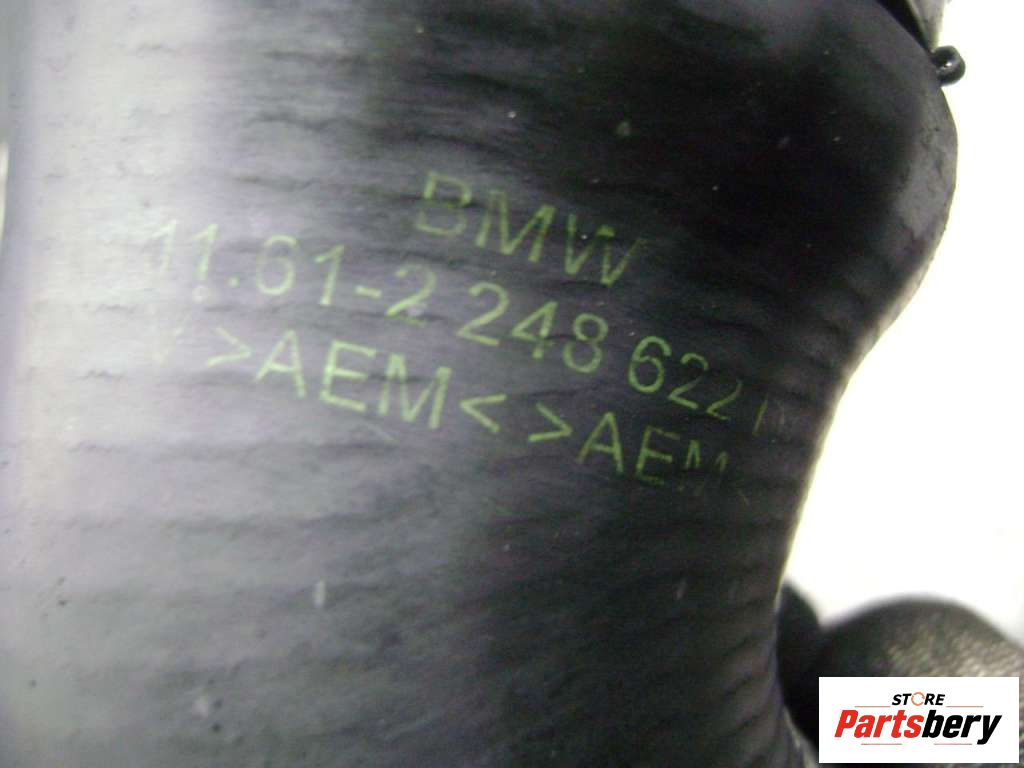 BMW
11.61-2 248 622
>AEM< >AEM<
STORE
Partsbery